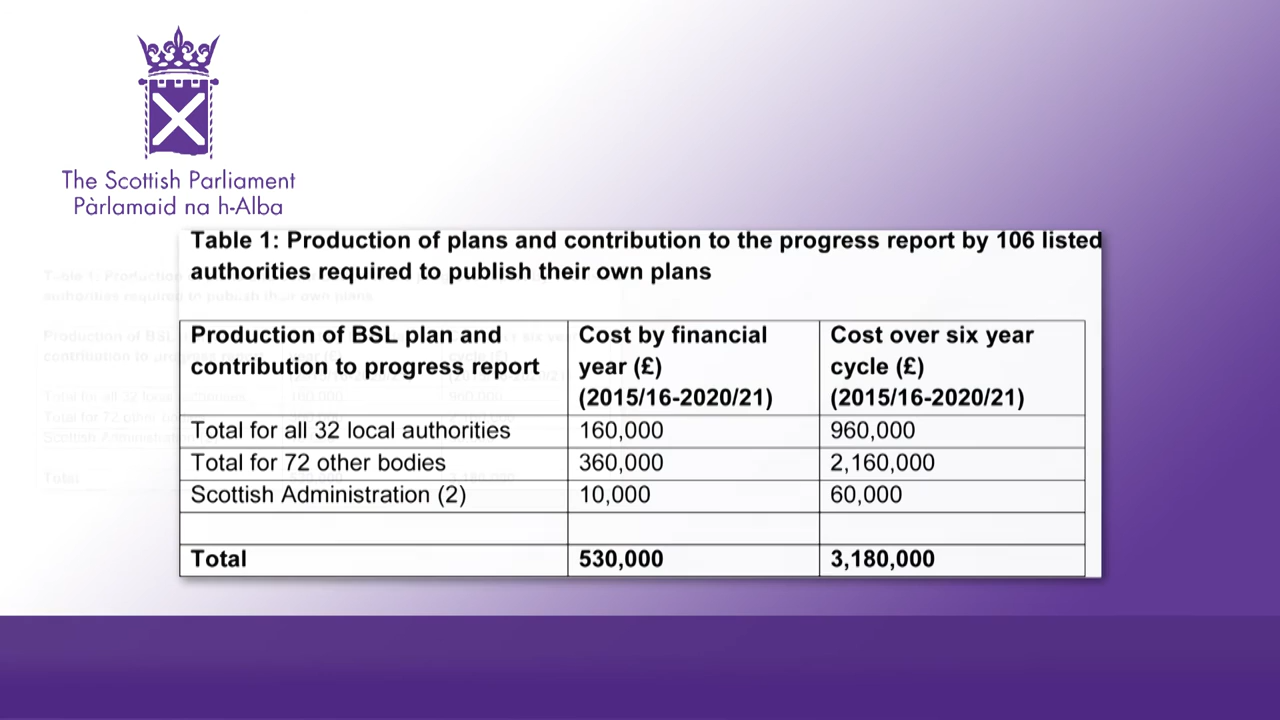 The Scottish Parliament
Pàrlamaid na h-Alba
Table 1: Production of plans and contribution to the progress report by 106 listed
authorities required to publish their own plans
Production of BSL plan and contribution to progress report
Cost by financial year (£) (2015/16-2020/21)
Cost over six year cycle (£) (2015/16-2020/21)
Total for all 32 local authorities 160,000 960,000
Total for 72 other bodies 360,000 2,160,000
Scottish Administration (2) 10,000 60,000
Total 530,000 3,180,000